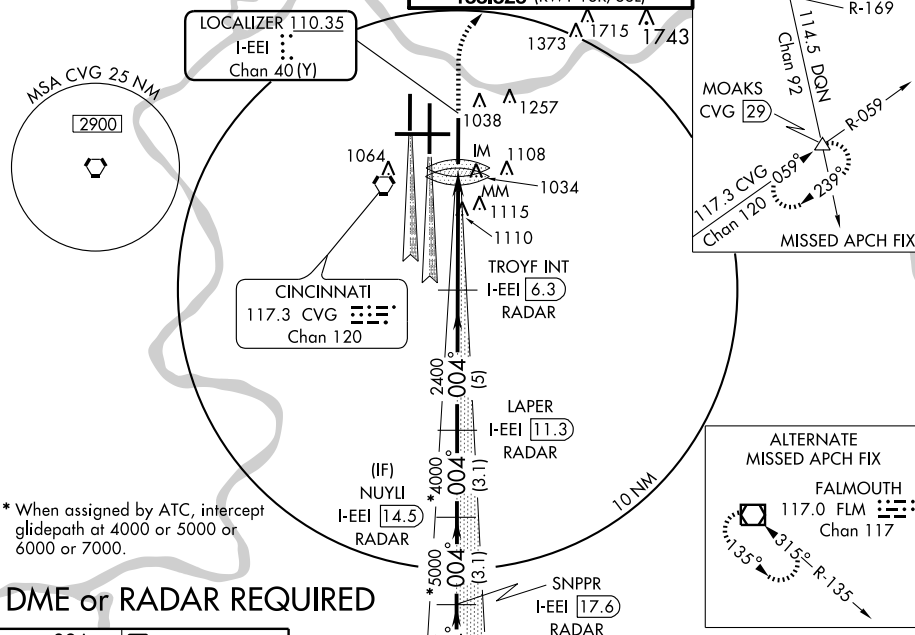 LOCALIZER 110.35
I-EEI
Chan 40 (Y)
1373
1715
1743
R-169
114.5 DQN
Chan 92
MOAKS
CVG 29
R-059
117.3 CVG
Chan 120
059°
239°
MISSED APCH FIX
MSA CVG 25 NM
2900
1257
1038
1064
IM
1108
1034
MM
1115
1110
CINCINNATI
117.3 CVG
Chan 120
TROYF INT
I-EEI 6.3
RADAR
2400
004°
(5)
LAPER
I-EEI 11.3
RADAR
*4000
004°
(3.1)
(IF)
NUYLI
I-EEI 14.5
RADAR
10 NM
*5000
004°
(3.1)
SNPPR
I-EEI 17.6
RADAR
ALTERNATE
MISSED APCH FIX
FALMOUTH
117.0 FLM
Chan 117
135°
315°
R-135
* When assigned by ATC, intercept
glidepath at 4000 or 5000 or
6000 or 7000.
DME or RADAR REQUIRED